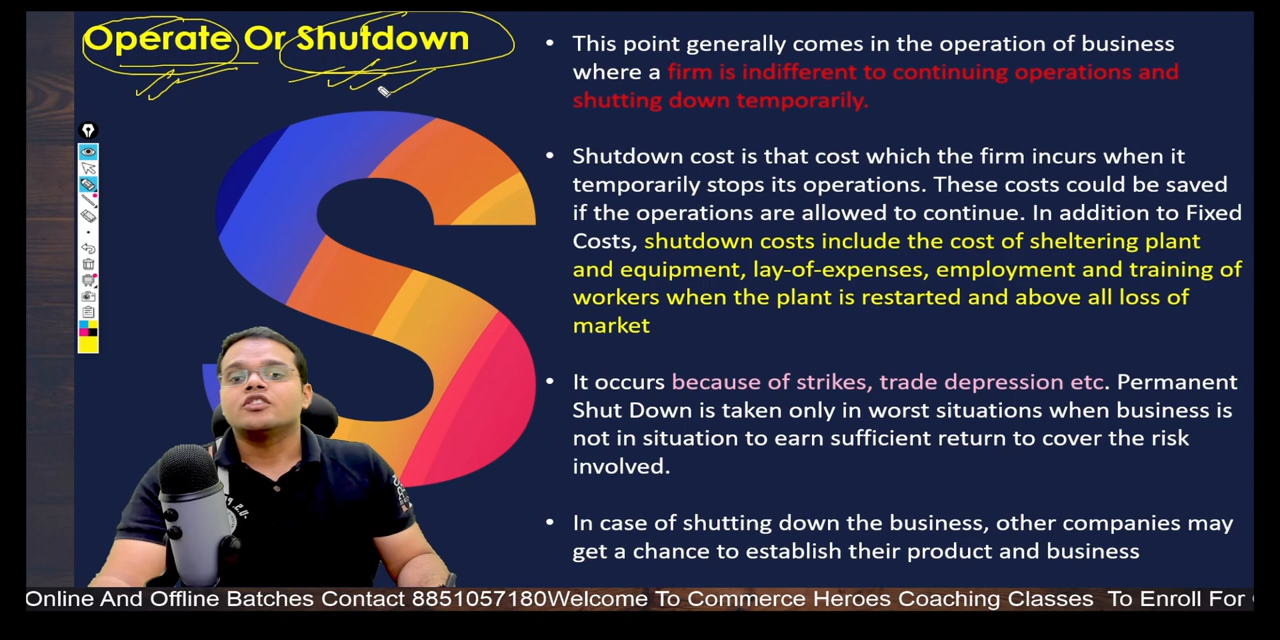 Operate Or Shutdown
• This point generally comes in the operation of business
where a firm is indifferent to continuing operations and
shutting down temporarily.
• Shutdown cost is that cost which the firm incurs when it
temporarily stops its operations. These costs could be saved
if the operations are allowed to continue. In addition to Fixed
Costs, shutdown costs include the cost of sheltering plant
and equipment, lay-of-expenses, employment and training of
workers when the plant is restarted and above all loss of
market
• It occurs because of strikes, trade depression etc. Permanent
Shut Down is taken only in worst situations when business is
not in situation to earn sufficient return to cover the risk
involved.
• In case of shutting down the business, other companies may
get a chance to establish their product and business
Online And Offline Batches Contact 8851057180Welcome To Commerce Heroes Coaching Classes To Enroll For